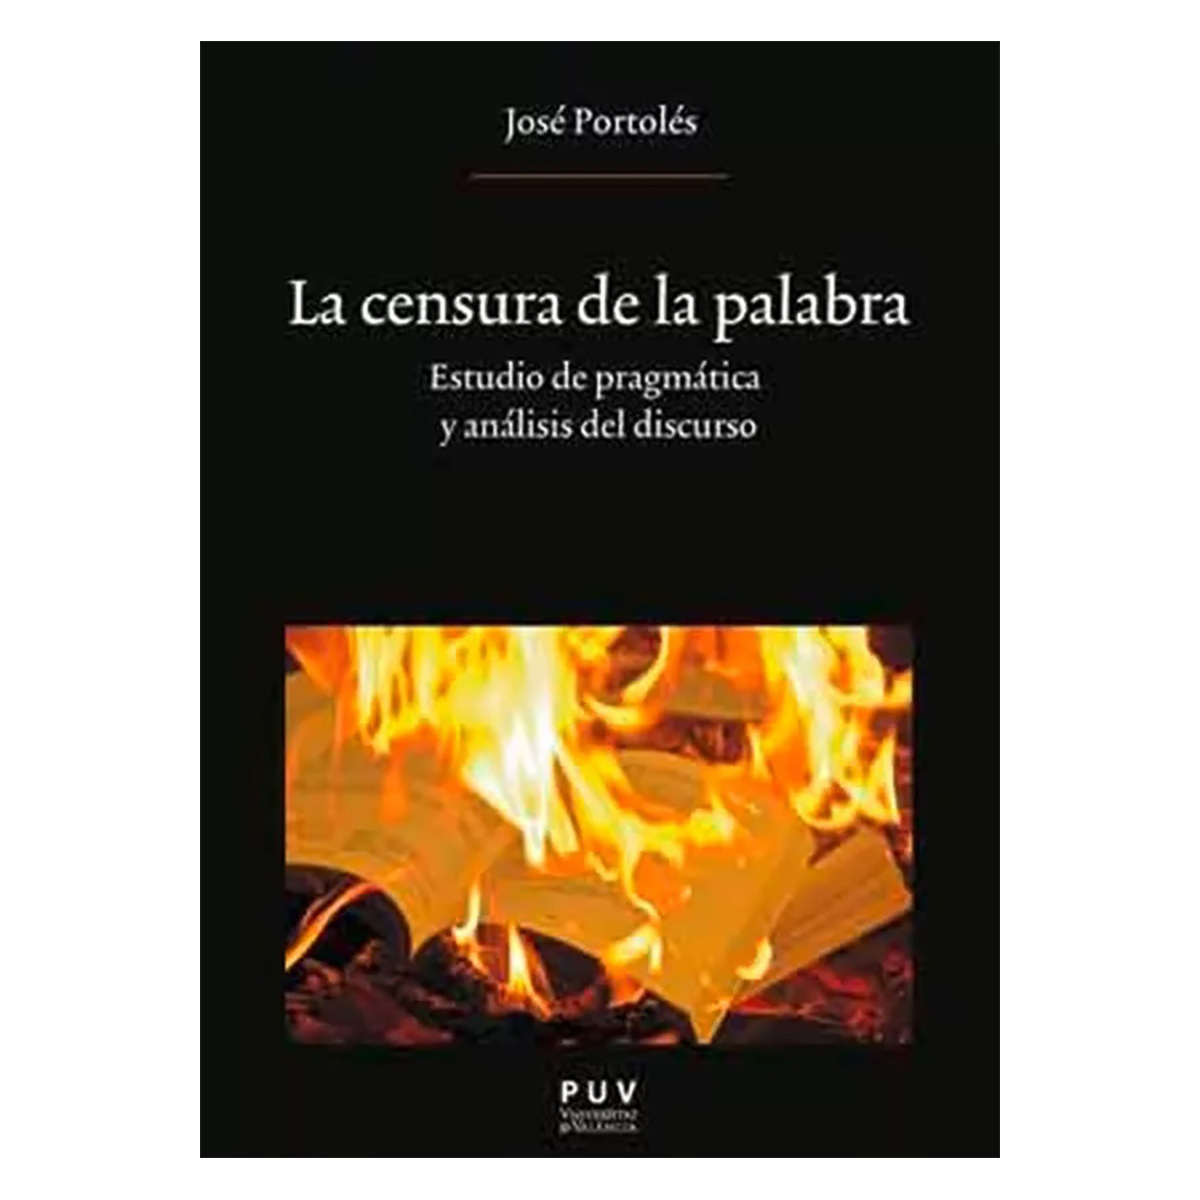 José Portolés
La censura de la palabra
Estudio de pragmática
y análisis del discurso
PUV